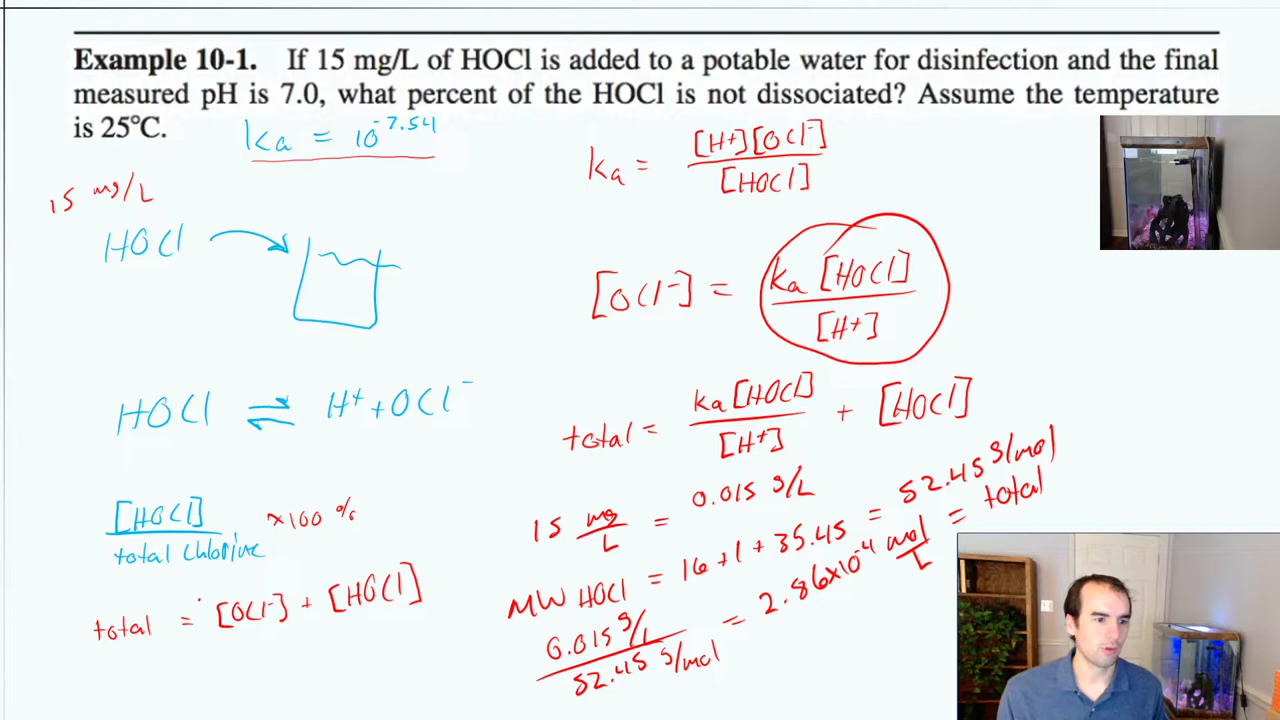 Example 10-1. If 15 mg/L of HOCl is added to a potable water for disinfection and the final
measured pH is 7.0, what percent of the HOCl is not dissociated? Assume the temperature
is 25°C.
ka = 10^-7.54
15 mg/L
HOCl
HOCl ⇌ H+ + OCl-
[HOCl] / total chlorine × 100 %
total = [OCl-] + [HOCl]
ka = [H+][OCl-] / [HOCl]
[OCl-] = ka [HOCl] / [H+]
total = ka [HOCl] / [H+] + [HOCl]
15 mg/L = 0.015 g/L
MW HOCl = 16 + 1 + 35.45 = 52.45 g/mol
0.015 g/L / 52.45 g/mol = 2.86x10^-4 mol/L = total